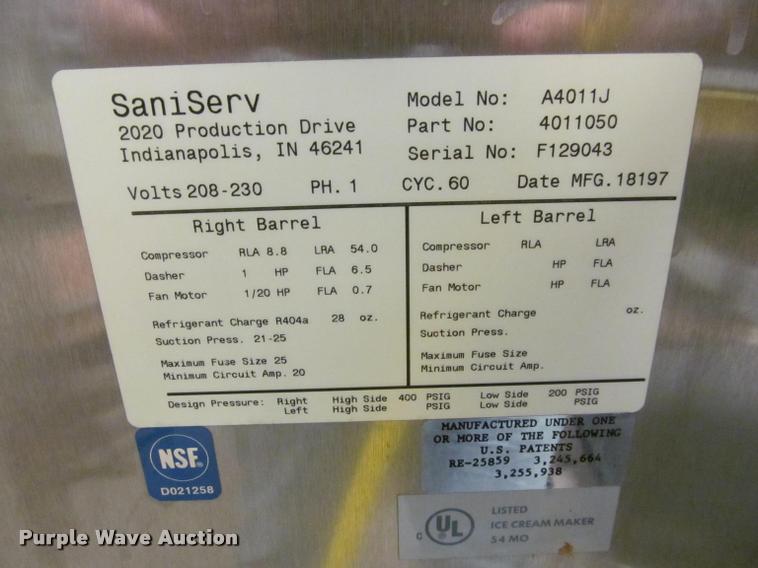 SaniServ
2020 Production Drive
Indianapolis, IN 46241
Model No: A4011J
Part No: 4011050
Serial No: F129043
Volts 208-230 PH. 1 CYC. 60 Date MFG. 18197
Right Barrel
Compressor RLA 8.8 LRA 54.0
Dasher 1 HP FLA 6.5
Fan Motor 1/20 HP FLA 0.7
Refrigerant Charge R404a 28 oz.
Suction Press. 21-25
Maximum Fuse Size 25
Minimum Circuit Amp. 20
Left Barrel
Compressor RLA LRA
Dasher HP FLA
Fan Motor HP FLA
Refrigerant Charge oz.
Suction Press.
Maximum Fuse Size
Minimum Circuit Amp.
Design Pressure: Right High Side 400 PSIG Low Side 200 PSIG
Left High Side PSIG Low Side PSIG
NSF®
D021258
MANUFACTURED UNDER ONE
OR MORE OF THE FOLLOWING
U.S. PATENTS
RE-25859 3,245,664
3,255,938
C UL ®
LISTED
ICE CREAM MAKER
54 MO
Purple Wave Auction